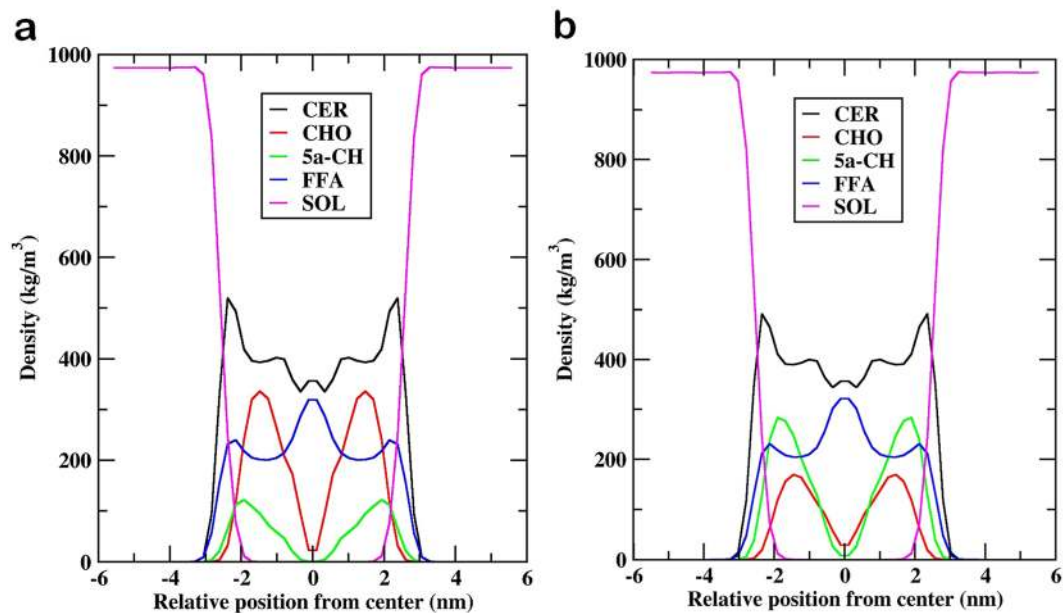 a
1000
800
600
400
200
0
Density (kg/m³)
CER
CHO
5a-CH
FFA
SOL
-6 -4 -2 0 2 4 6
Relative position from center (nm)
b
1000
800
600
400
200
0
Density (kg/m³)
CER
CHO
5a-CH
FFA
SOL
-6 -4 -2 0 2 4 6
Relative position from center (nm)